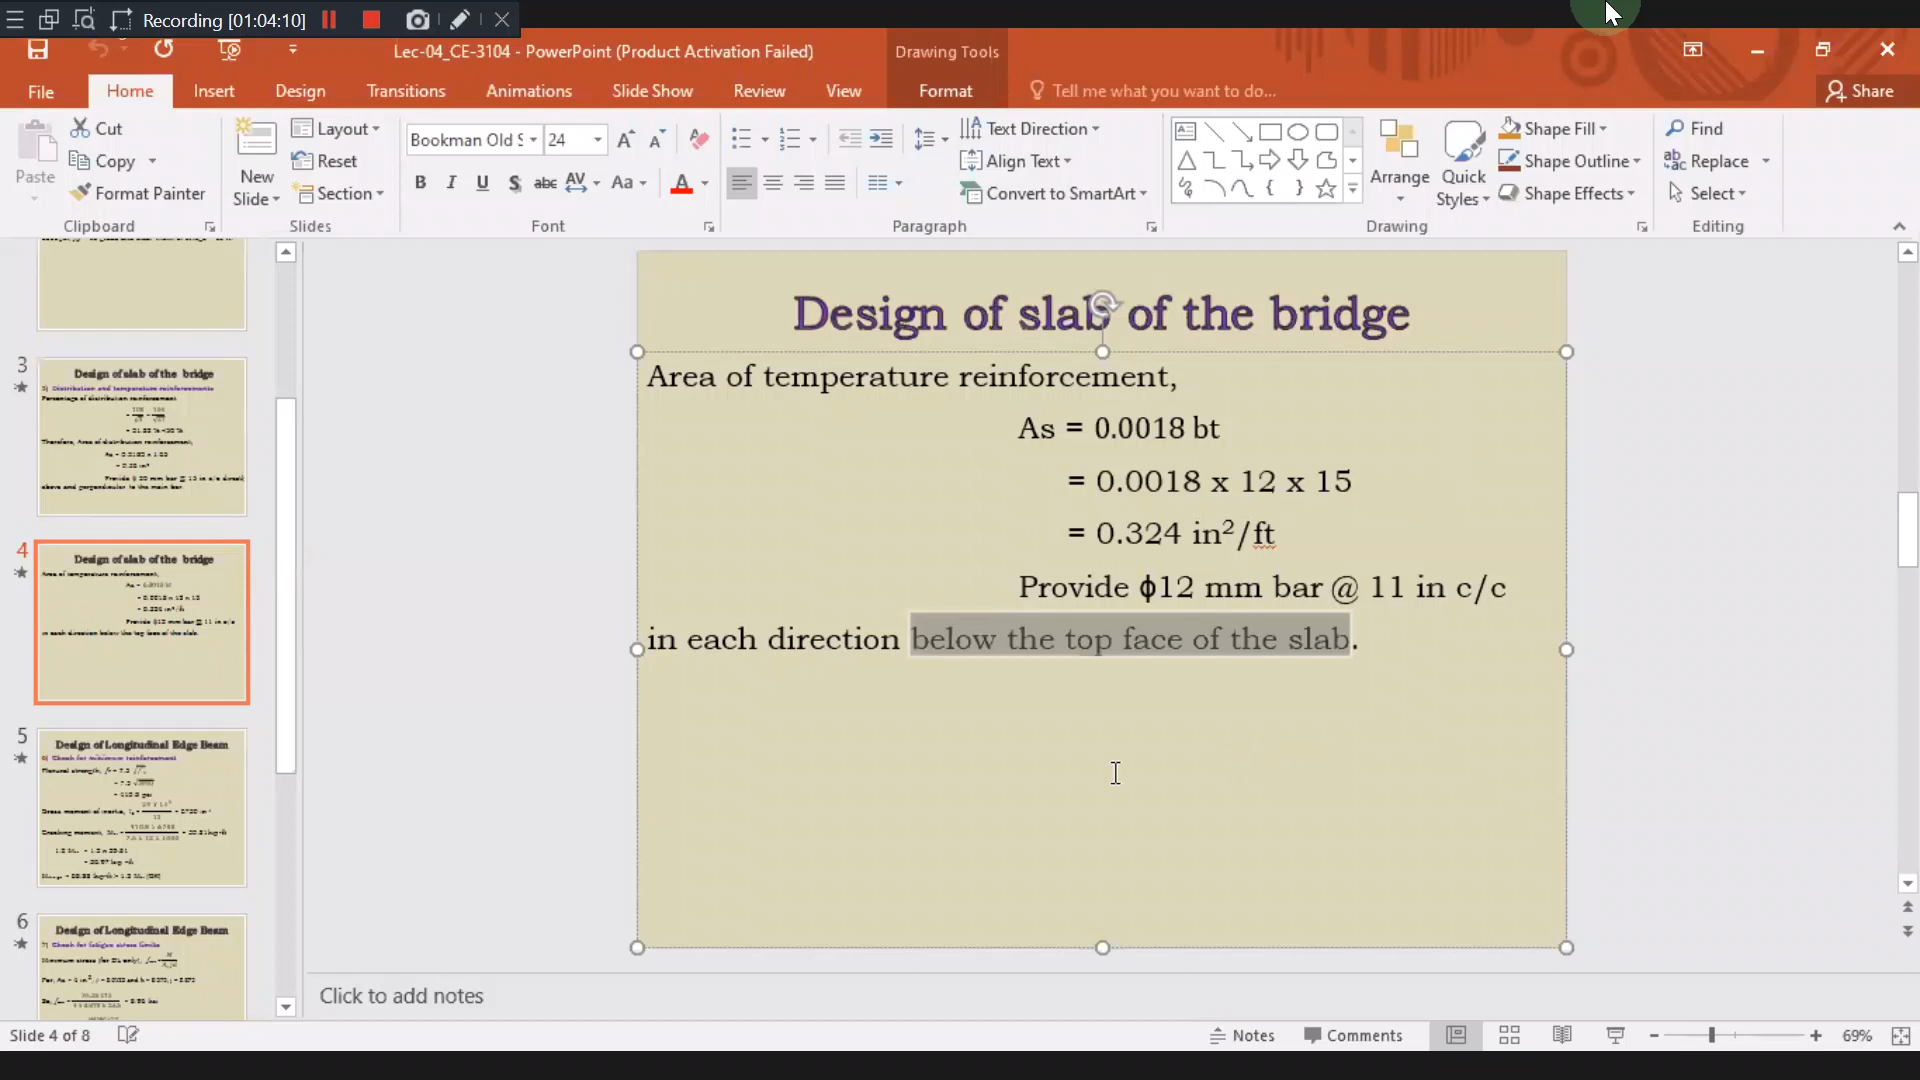 Recording [01:04:10]
Lec-04_CE-3104 - PowerPoint (Product Activation Failed)
Drawing Tools
File
Home
Insert
Design
Transitions
Animations
Slide Show
Review
View
Format
Tell me what you want to do...
Share
Paste
Cut
Copy
Format Painter
Clipboard
New Slide
Layout
Reset
Section
Slides
Bookman Old S
24
Font
Text Direction
Align Text
Convert to SmartArt
Paragraph
Arrange
Quick Styles
Shape Fill
Shape Outline
Shape Effects
Drawing
Find
Replace
Select
Editing
3
Design of slab of the bridge
4
Design of slab of the bridge
5
Design of Longitudinal Edge Beam
6
Design of Longitudinal Edge Beam
Design of slab of the bridge
Area of temperature reinforcement,
As = 0.0018 bt
= 0.0018 x 12 x 15
= 0.324 in²/ft
Provide ϕ12 mm bar @ 11 in c/c
in each direction below the top face of the slab.
Click to add notes
Slide 4 of 8
Notes
Comments
69%